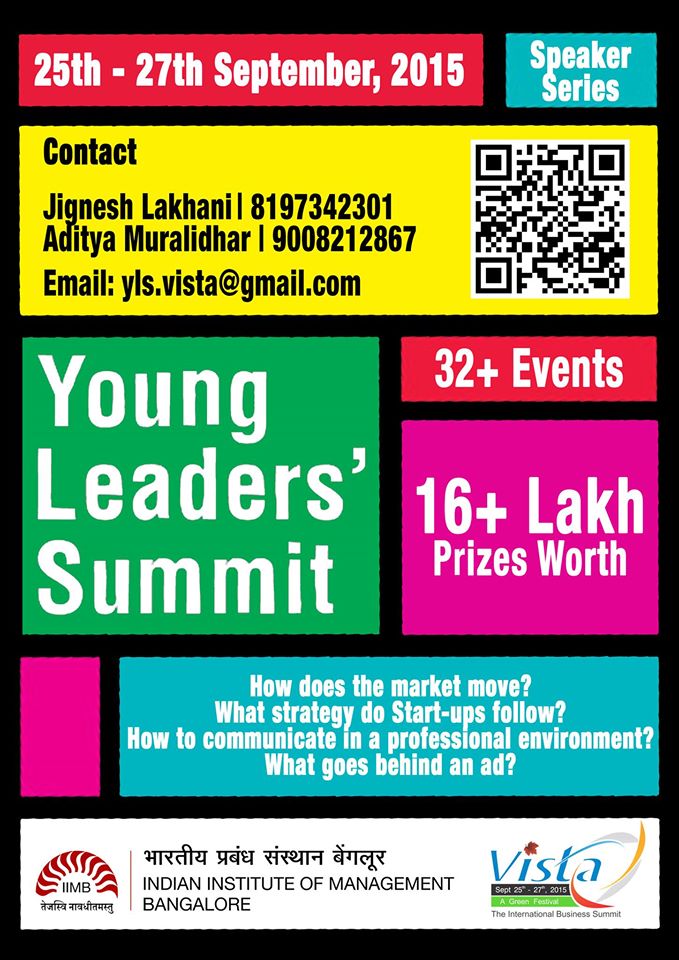 25th - 27th September, 2015
Speaker
Series
Contact
Jignesh Lakhani | 8197342301
Aditya Muralidhar | 9008212867
Email: yls.vista@gmail.com
Young
Leaders’
Summit
32+ Events
16+ Lakh
Prizes Worth
How does the market move?
What strategy do Start-ups follow?
How to communicate in a professional environment?
What goes behind an ad?
IIMB
तेजस्वि नावधीतमस्तु
भारतीय प्रबंध संस्थान बेंगलूर
INDIAN INSTITUTE OF MANAGEMENT
BANGALORE
Vista
Sept 25th - 27th, 2015
A Green Festival
The International Business Summit